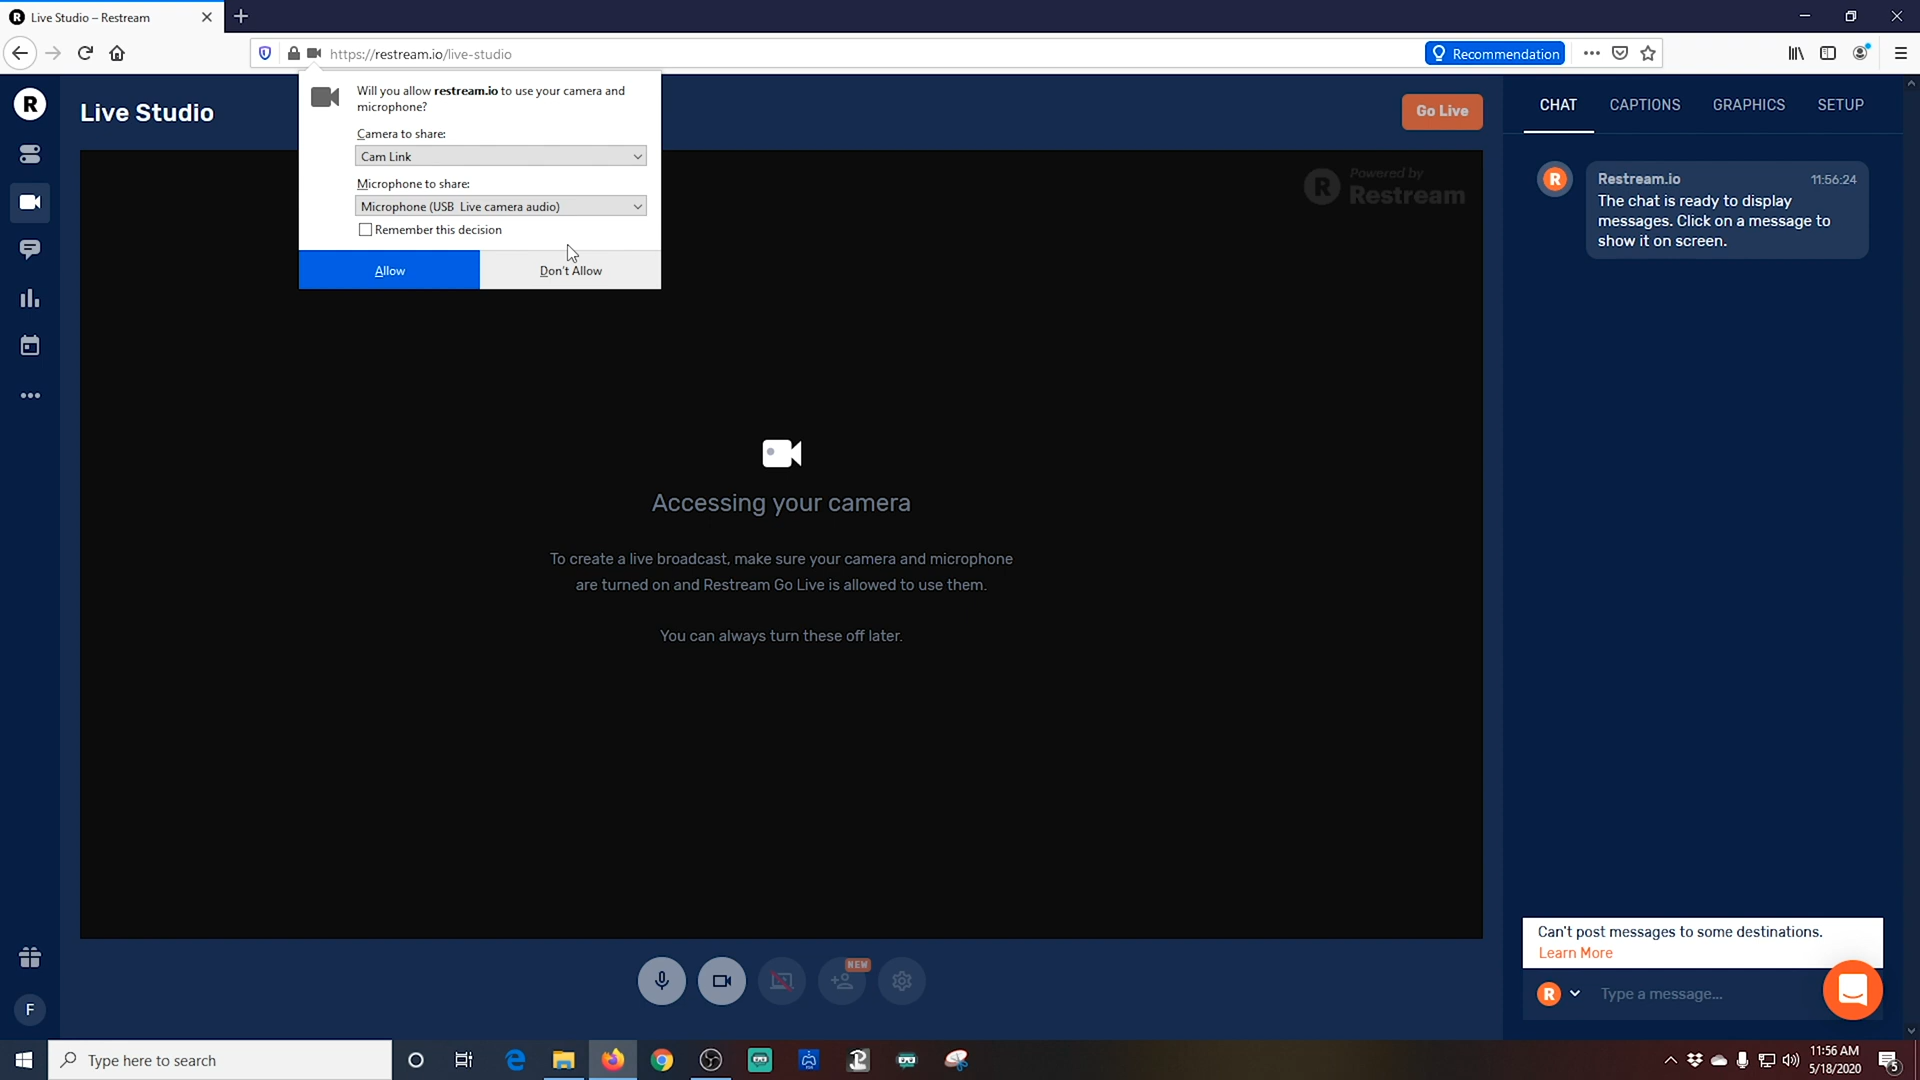 Live Studio – Restream
https://restream.io/live-studio
Recommendation
Will you allow restream.io to use your camera and
microphone?
Camera to share:
Cam Link
Microphone to share:
Microphone (USB  Live camera audio)
Remember this decision
Allow
Don't Allow
Live Studio
Go Live
CHAT
CAPTIONS
GRAPHICS
SETUP
Powered by
Restream
Restream.io
11:56:24
The chat is ready to display
messages. Click on a message to
show it on screen.
Accessing your camera
To create a live broadcast, make sure your camera and microphone
are turned on and Restream Go Live is allowed to use them.
You can always turn these off later.
Can't post messages to some destinations.
Learn More
NEW
Type a message...
F
Type here to search
11:56 AM
5/18/2020
5